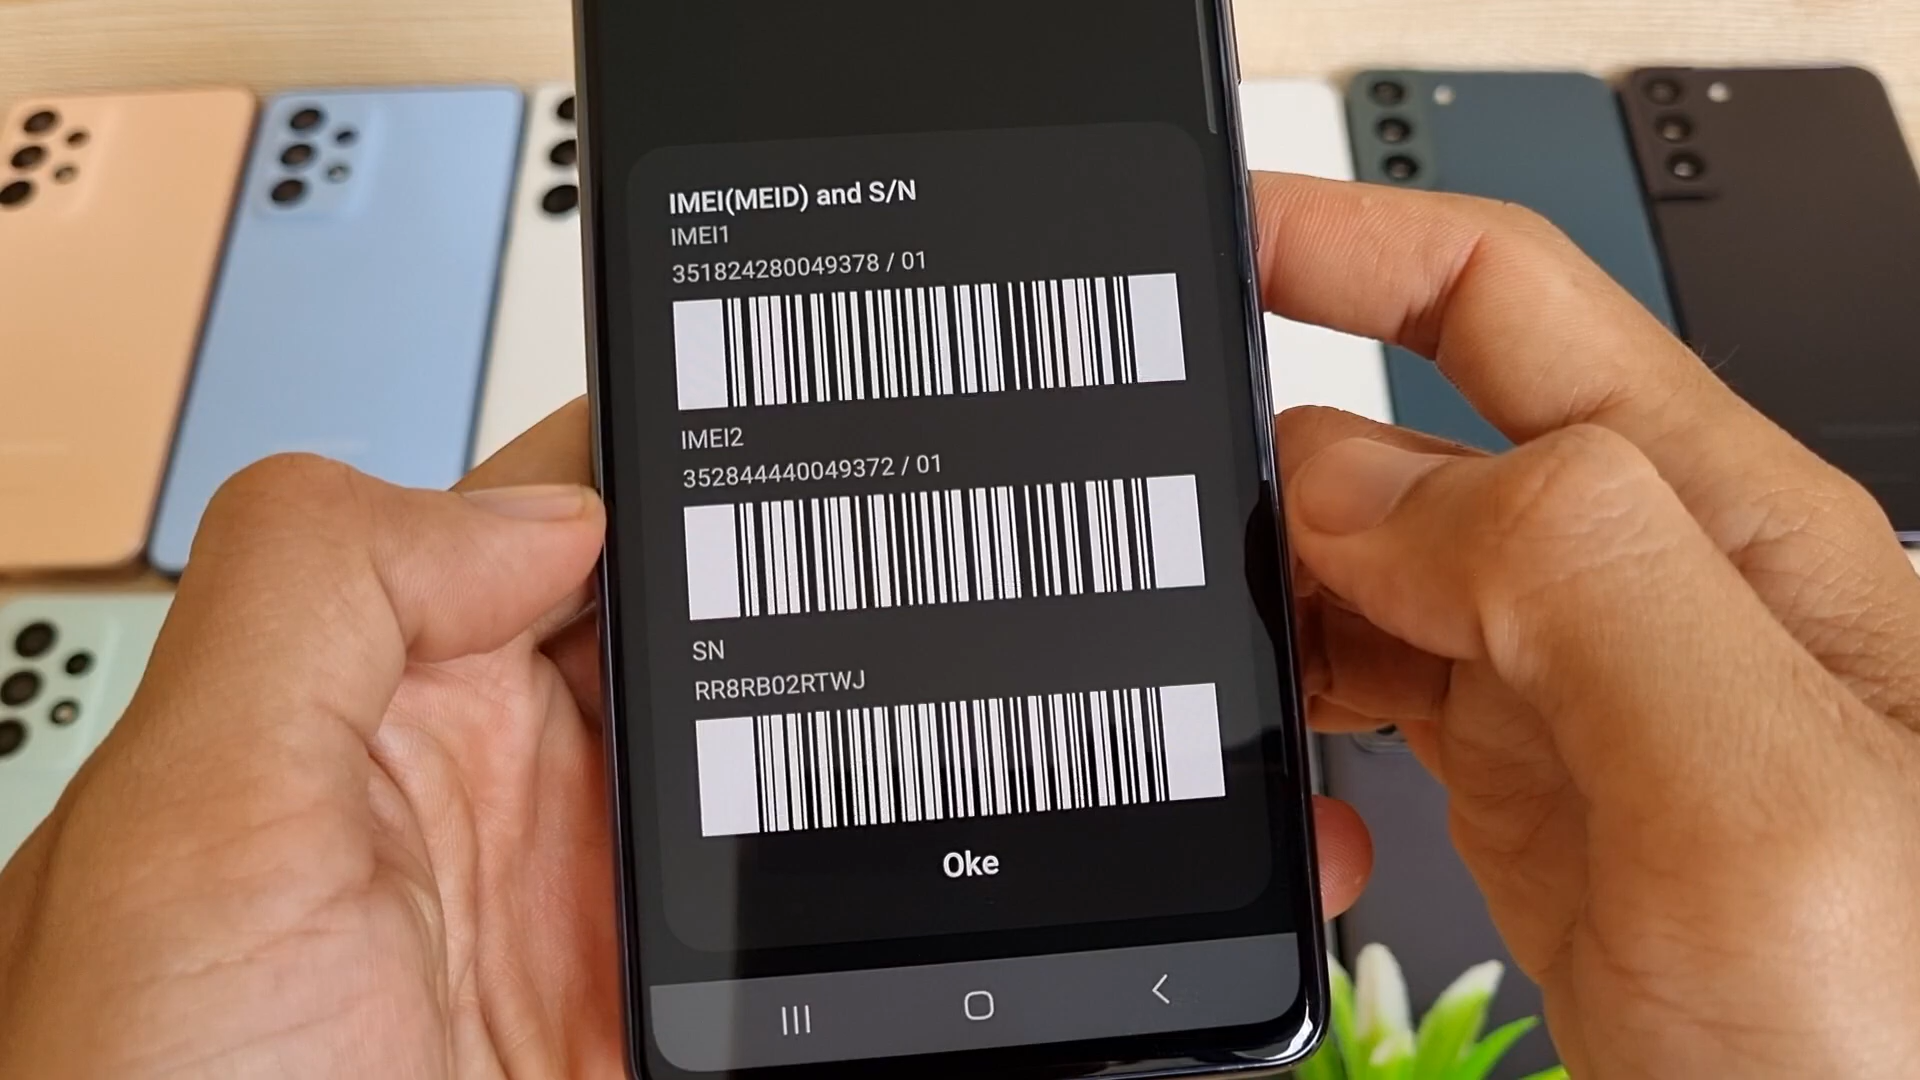 IMEI(MEID) and S/N
IMEI1
351824280049378 / 01
IMEI2
352844440049372 / 01
SN
RR8RB02RTWJ
Oke